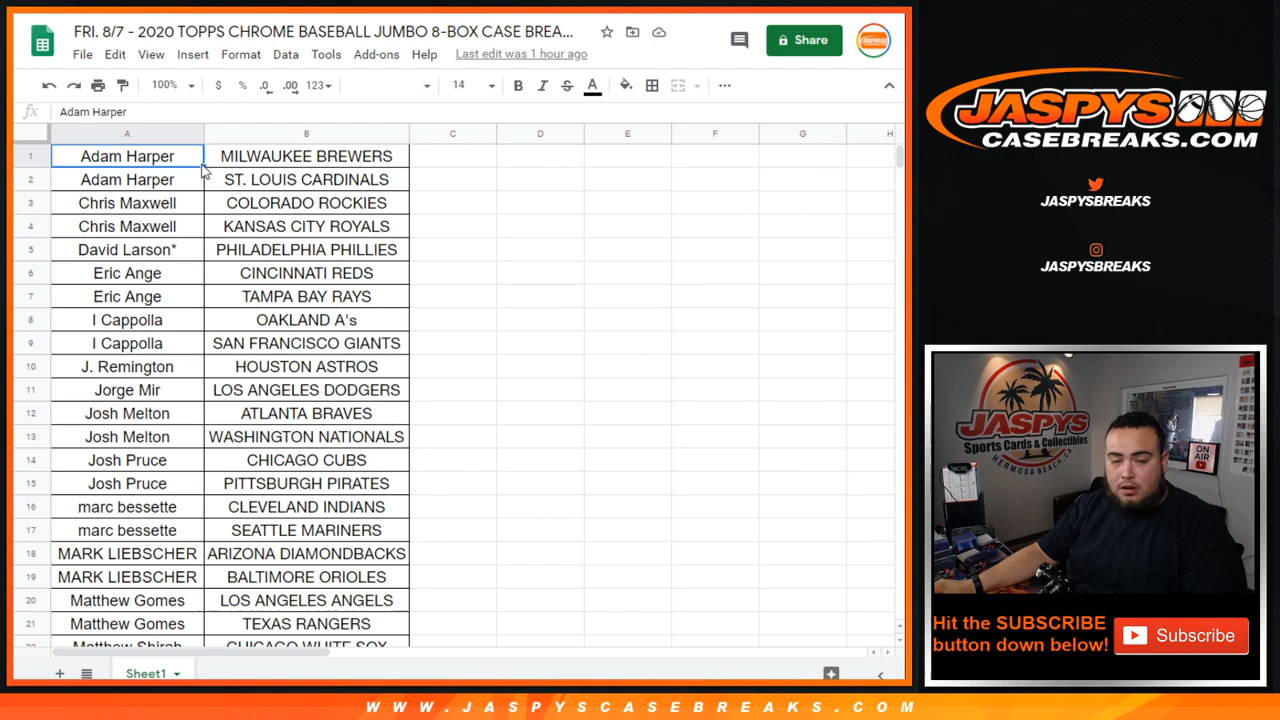 FRI. 8/7 - 2020 TOPPS CHROME BASEBALL JUMBO 8-BOX CASE BREA...
File Edit View Insert Format Data Tools Add-ons Help Last edit was 1 hour ago
Share
100% $ % .0 .00 123 14 B I S A
fx Adam Harper
A B C D E F G H
1 Adam Harper MILWAUKEE BREWERS
2 Adam Harper ST. LOUIS CARDINALS
3 Chris Maxwell COLORADO ROCKIES
4 Chris Maxwell KANSAS CITY ROYALS
5 David Larson* PHILADELPHIA PHILLIES
6 Eric Ange CINCINNATI REDS
7 Eric Ange TAMPA BAY RAYS
8 I Cappolla OAKLAND A's
9 I Cappolla SAN FRANCISCO GIANTS
10 J. Remington HOUSTON ASTROS
11 Jorge Mir LOS ANGELES DODGERS
12 Josh Melton ATLANTA BRAVES
13 Josh Melton WASHINGTON NATIONALS
14 Josh Pruce CHICAGO CUBS
15 Josh Pruce PITTSBURGH PIRATES
16 marc bessette CLEVELAND INDIANS
17 marc bessette SEATTLE MARINERS
18 MARK LIEBSCHER ARIZONA DIAMONDBACKS
19 MARK LIEBSCHER BALTIMORE ORIOLES
20 Matthew Gomes LOS ANGELES ANGELS
21 Matthew Gomes TEXAS RANGERS
Matthew Shirah CHICAGO WHITE SOX
Sheet1
JASPYS
CASEBREAKS.COM
JASPYSBREAKS
JASPYSBREAKS
JASPYS
Sports Cards & Collectibles
HERMOSA BEACH, CA
ON
AIR
Hit the SUBSCRIBE
button down below!
Subscribe
WWW.JASPYSCASEBREAKS.COM